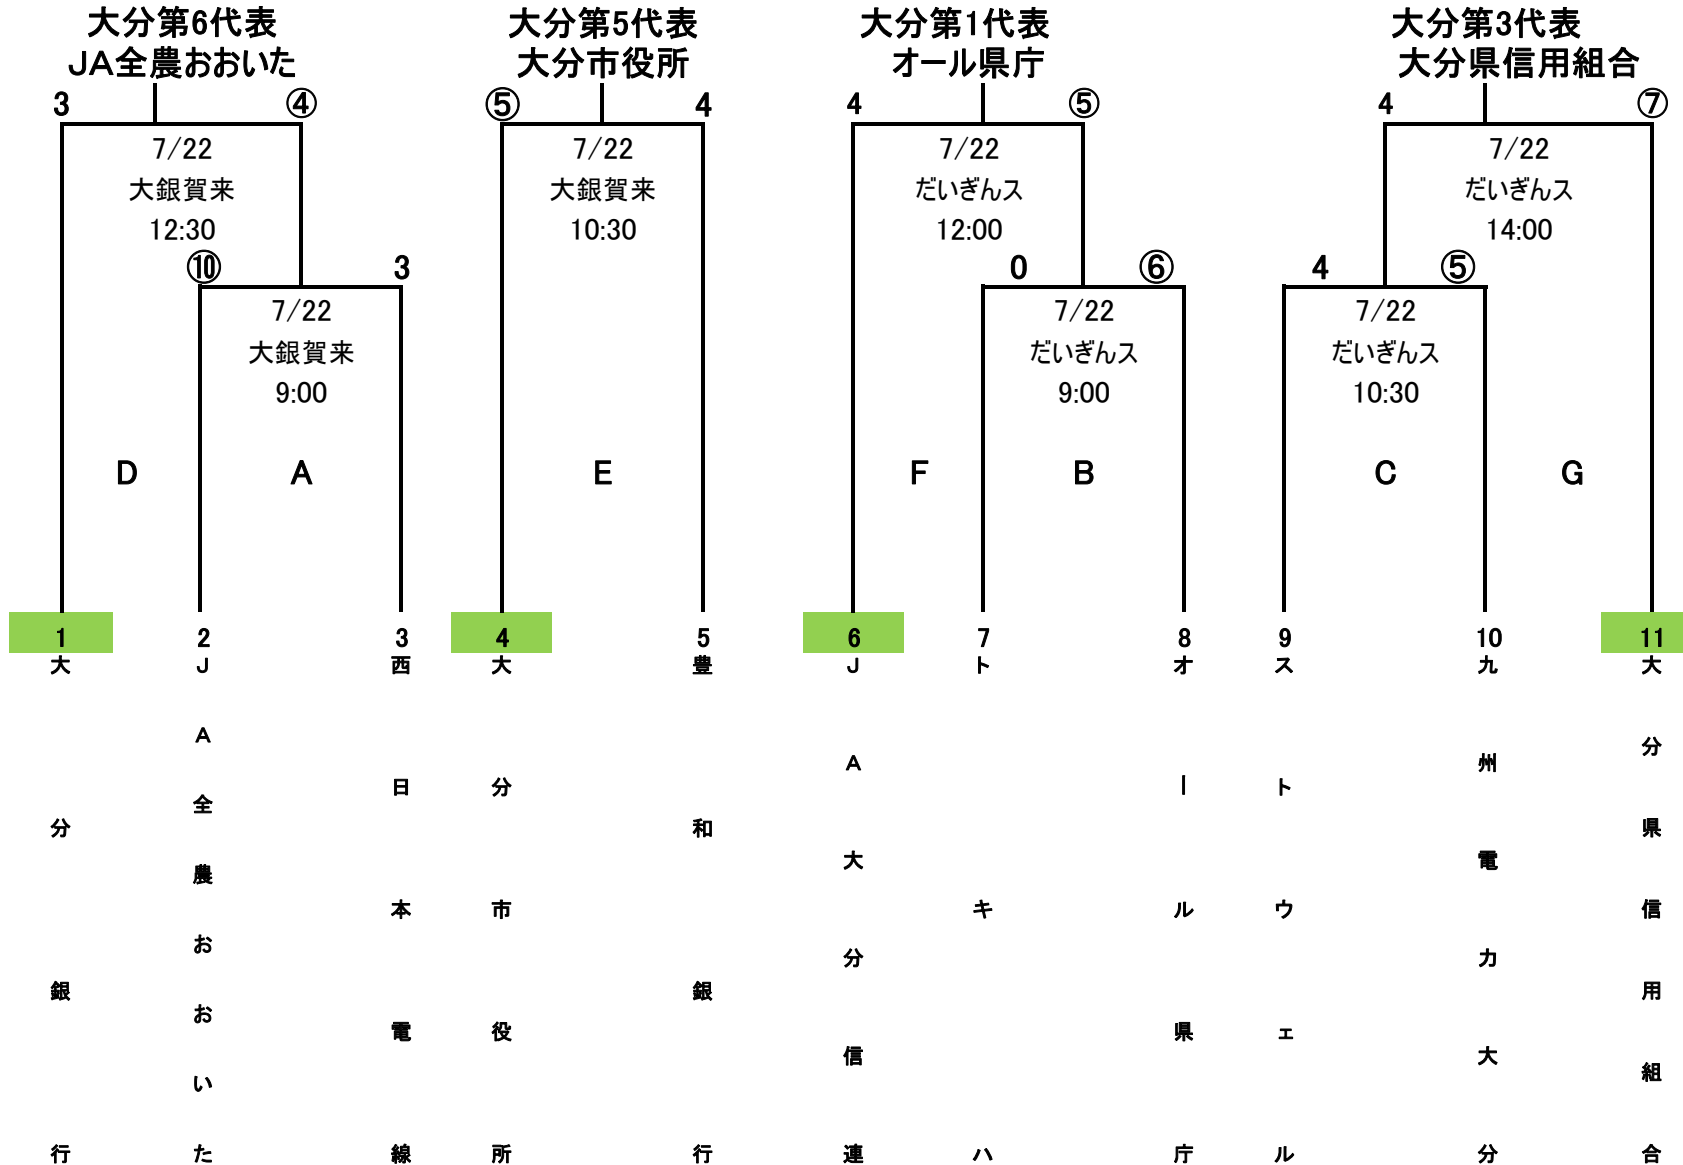 大分第6代表
JA全農おおいた
大分第5代表
大分市役所
大分第1代表
オール県庁
大分第3代表
大分県信用組合
3 ④ ⑤ 4 4 ⑤ 4 ⑦
7/22 7/22 7/22 7/22
大銀賀来 大銀賀来 だいぎんス だいぎんス
12:30 10:30 12:00 14:00
⑩ 3 0 ⑥ 4 ⑤
7/22 7/22 7/22
大銀賀来 だいぎんス だいぎんス
9:00 9:00 10:30
D A E F B C G
1 2 3 4 5 6 7 8 9 10 11
大分銀行
JA全農おおいた
西日本電線
大分市役所
豊和銀行
JA大分信連
トキハ
オール県庁
ストウェル
九州電力大分
大分県信用組合